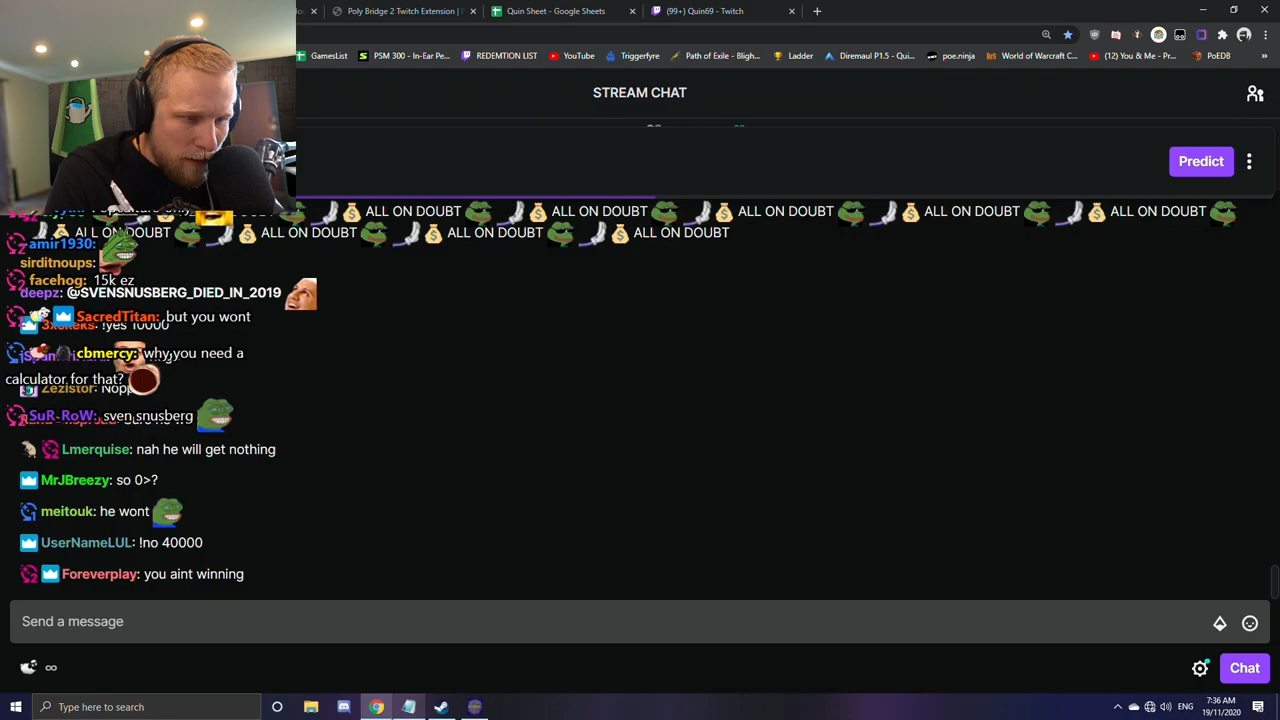 Poly Bridge 2 Twitch Extension |
Quin Sheet - Google Sheets
(99+) Quin69 - Twitch
GamesList
PSM 300 - In-Ear Pe...
REDEMTION LIST
YouTube
Triggerfyre
Path of Exile - Bligh...
Ladder
Diremaul P1.5 - Qui...
poe.ninja
World of Warcraft C...
(12) You & Me - Pr...
PoEDB
STREAM CHAT
Predict
ALL ON DOUBT ALL ON DOUBT ALL ON DOUBT ALL ON DOUBT ALL ON DOUBT
ALL ON DOUBT ALL ON DOUBT ALL ON DOUBT ALL ON DOUBT
amir1930:
sirditnoups:
facehog: 15k ez
deepz: @SVENSNUSBERG_DIED_IN_2019
SacredTitan: but you wont
!yes 10000
cbmercy: why you need a
calculator for that?
Zezistor: Nopp
SuR_RoW: sven snusberg
Lmerquise: nah he will get nothing
MrJBreezy: so 0>?
meitouk: he wont
UserNameLUL: !no 40000
Foreverplay: you aint winning
Send a message
∞
Chat
Type here to search
ENG
7:36 AM
19/11/2020